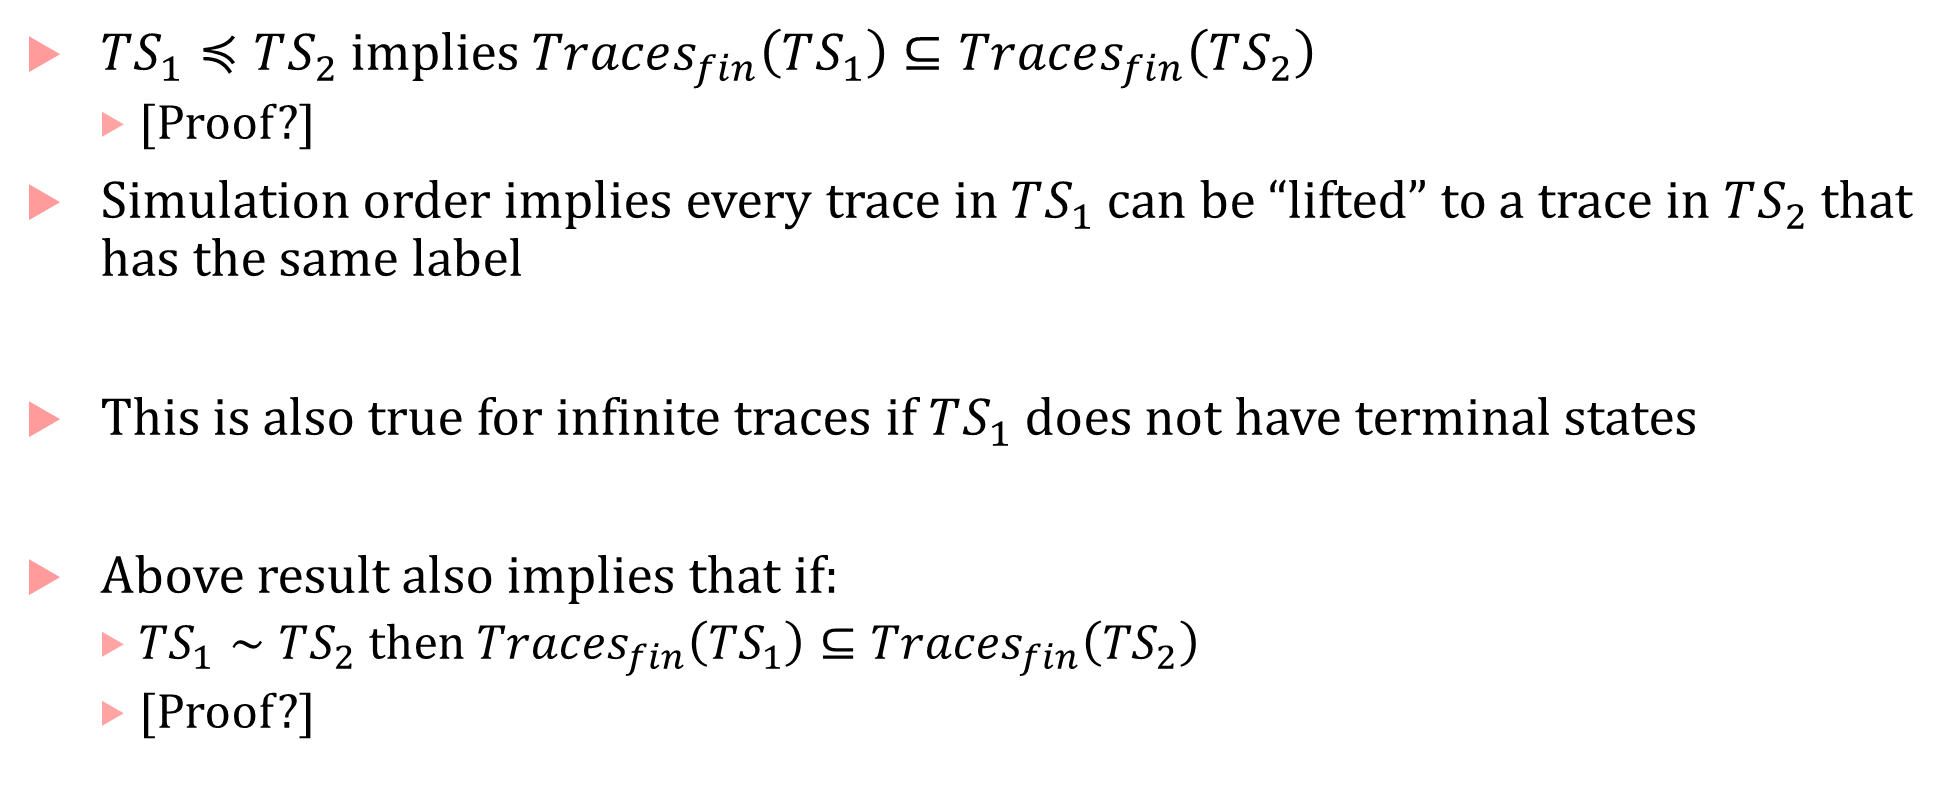 ▶ TS₁ ≼ TS₂ implies Traces_fin(TS₁) ⊆ Traces_fin(TS₂)
▶ [Proof?]
▶ Simulation order implies every trace in TS₁ can be “lifted” to a trace in TS₂ that
has the same label
▶ This is also true for infinite traces if TS₁ does not have terminal states
▶ Above result also implies that if:
▶ TS₁ ~ TS₂ then Traces_fin(TS₁) ⊆ Traces_fin(TS₂)
▶ [Proof?]